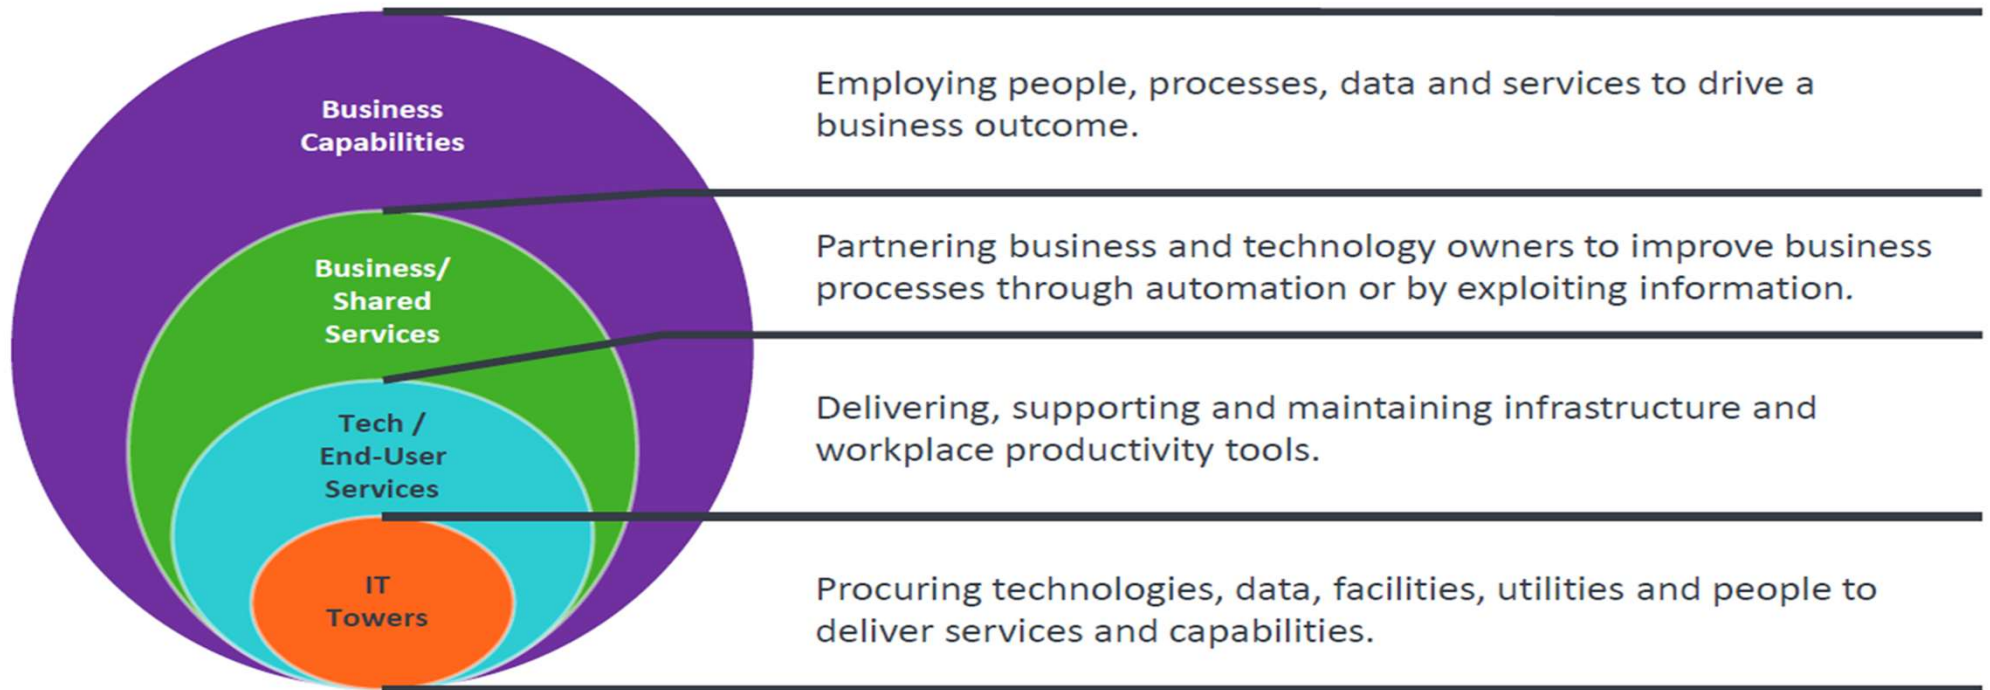 Business
Capabilities
Employing people, processes, data and services to drive a
business outcome.
Business/
Shared
Services
Partnering business and technology owners to improve business
processes through automation or by exploiting information.
Tech /
End-User
Services
Delivering, supporting and maintaining infrastructure and
workplace productivity tools.
IT
Towers
Procuring technologies, data, facilities, utilities and people to
deliver services and capabilities.